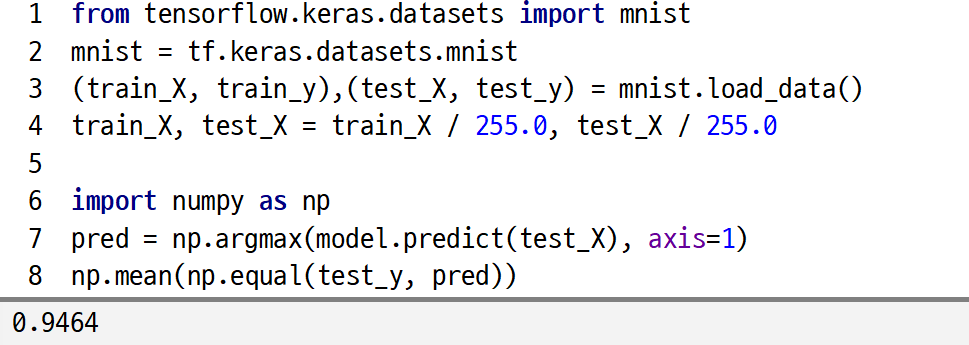 1 from tensorflow.keras.datasets import mnist
2 mnist = tf.keras.datasets.mnist
3 (train_X, train_y),(test_X, test_y) = mnist.load_data()
4 train_X, test_X = train_X / 255.0, test_X / 255.0
5
6 import numpy as np
7 pred = np.argmax(model.predict(test_X), axis=1)
8 np.mean(np.equal(test_y, pred))
0.9464